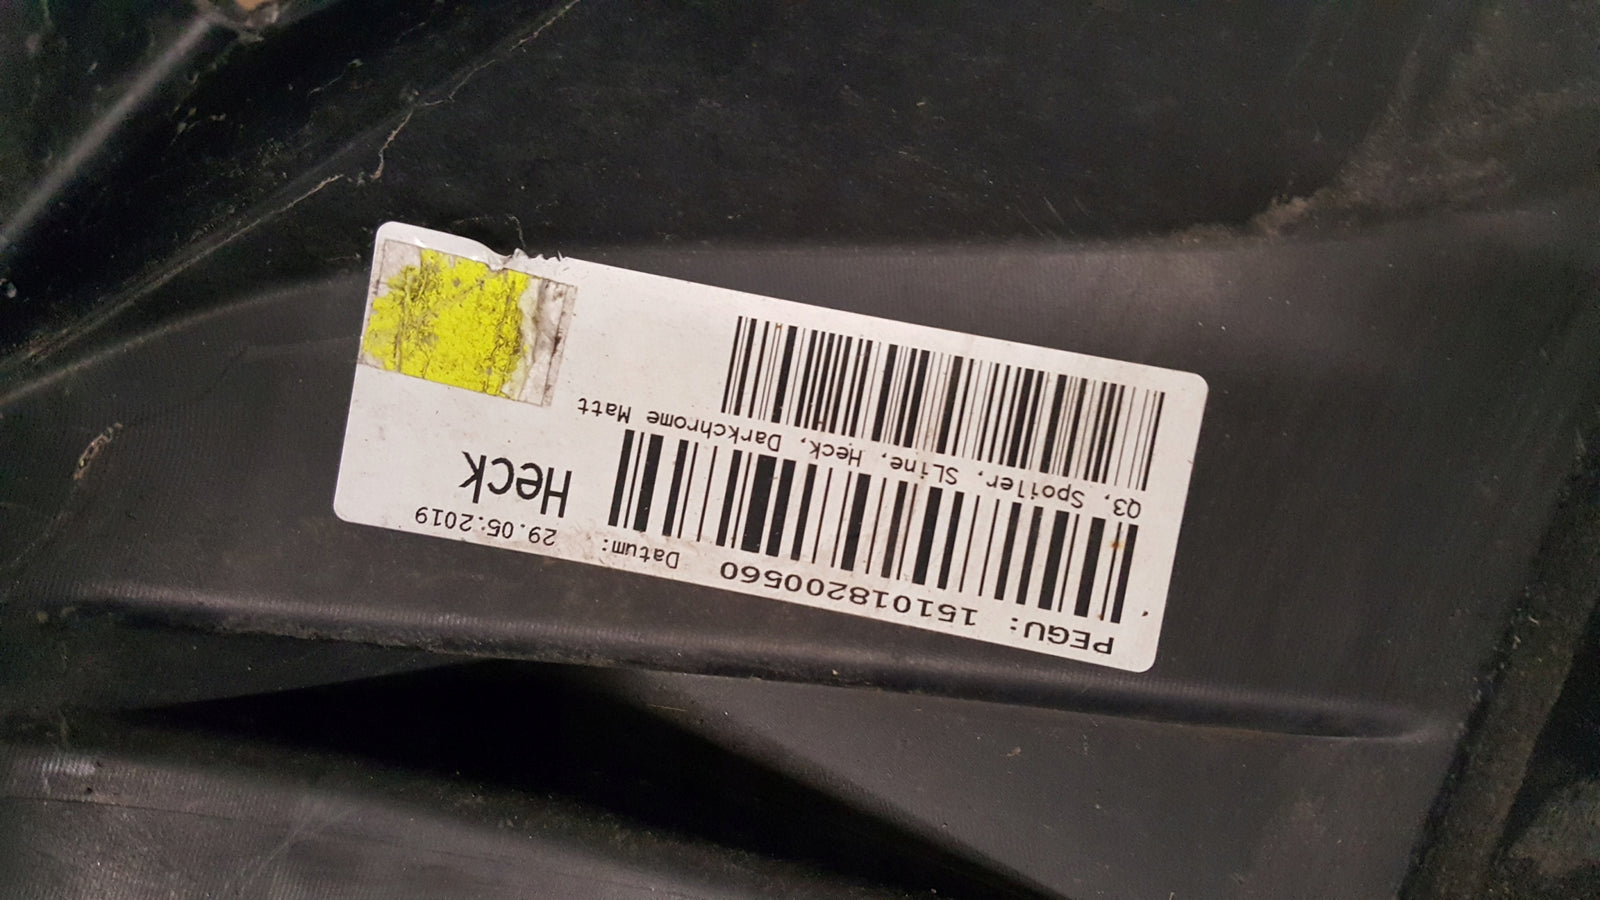 PEGU: 151018200560 Datum: 29.05.2019
Heck
Q3, Spoiler, SLine, Heck, Darkchrome Matt